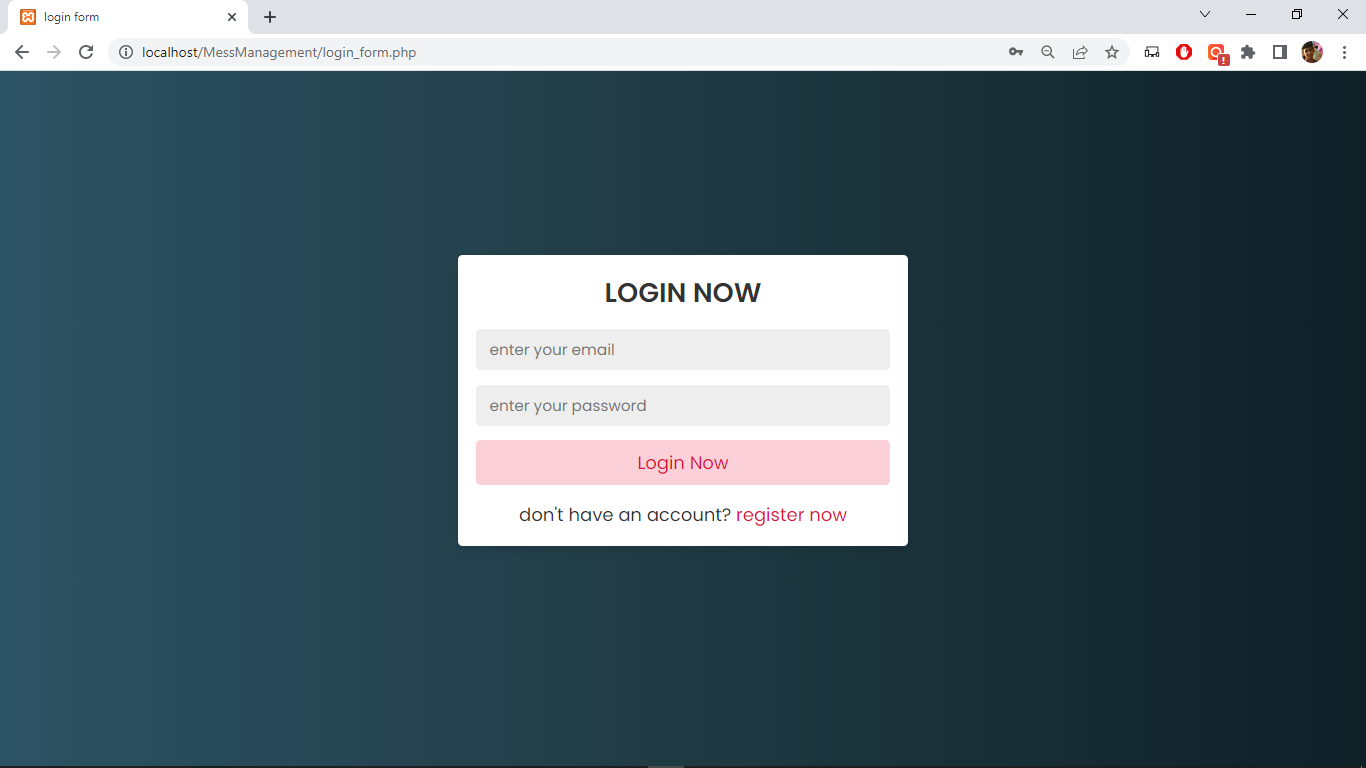 login form
localhost/MessManagement/login_form.php
LOGIN NOW
enter your email
enter your password
Login Now
don't have an account? register now